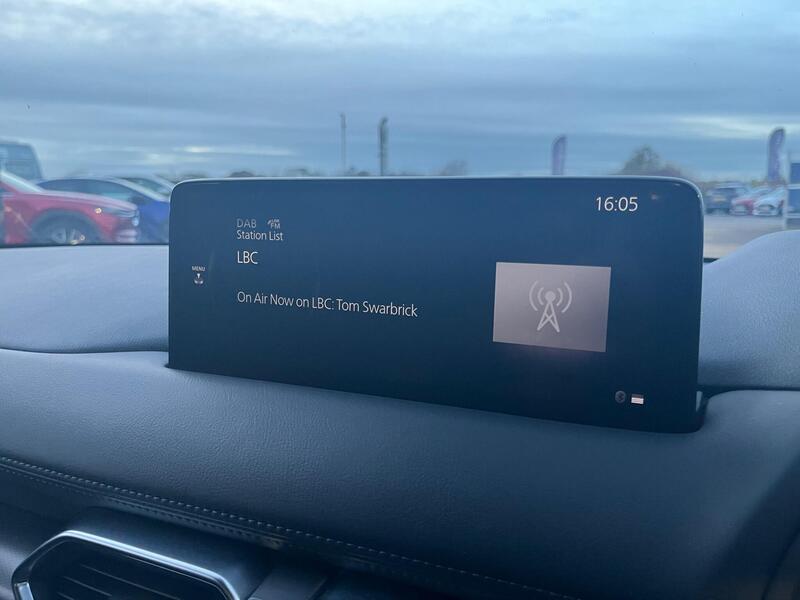 16:05
DAB FM
Station List
LBC
MENU
On Air Now on LBC: Tom Swarbrick